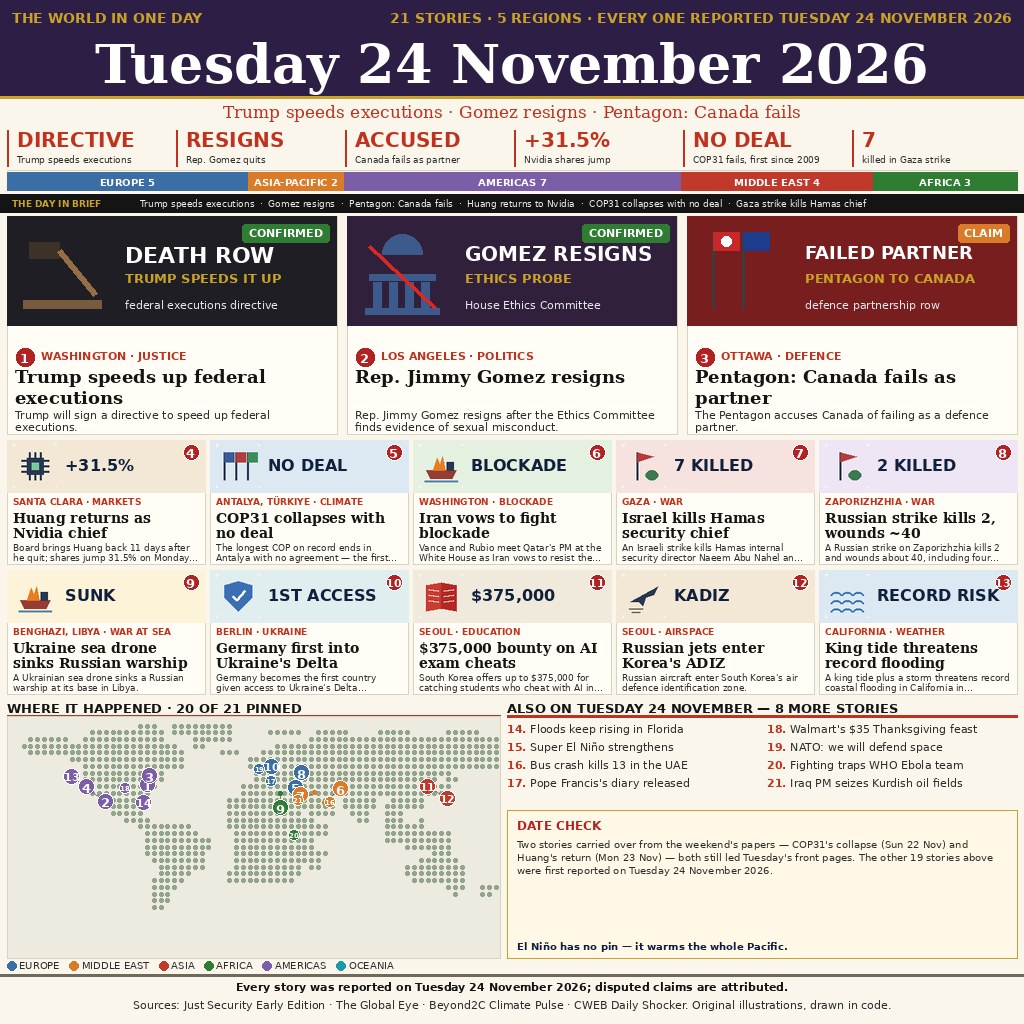 THE WORLD IN ONE DAY
21 STORIES · 5 REGIONS · EVERY ONE REPORTED TUESDAY 24 NOVEMBER 2026
Tuesday 24 November 2026
Trump speeds executions · Gomez resigns · Pentagon: Canada fails
DIRECTIVE
Trump speeds executions
RESIGNS
Rep. Gomez quits
ACCUSED
Canada fails as partner
+31.5%
Nvidia shares jump
NO DEAL
COP31 fails, first since 2009
7
killed in Gaza strike
EUROPE 5
ASIA-PACIFIC 2
AMERICAS 7
MIDDLE EAST 4
AFRICA 3
THE DAY IN BRIEF
Trump speeds executions · Gomez resigns · Pentagon: Canada fails · Huang returns to Nvidia · COP31 collapses with no deal · Gaza strike kills Hamas chief
CONFIRMED
DEATH ROW
TRUMP SPEEDS IT UP
federal executions directive
1 WASHINGTON · JUSTICE
Trump speeds up federal
executions
Trump will sign a directive to speed up federal
executions.
CONFIRMED
GOMEZ RESIGNS
ETHICS PROBE
House Ethics Committee
2 LOS ANGELES · POLITICS
Rep. Jimmy Gomez resigns
Rep. Jimmy Gomez resigns after the Ethics Committee
finds evidence of sexual misconduct.
CLAIM
FAILED PARTNER
PENTAGON TO CANADA
defence partnership row
3 OTTAWA · DEFENCE
Pentagon: Canada fails as
partner
The Pentagon accuses Canada of failing as a defence
partner.
4
+31.5%
SANTA CLARA · MARKETS
Huang returns as
Nvidia chief
Board brings Huang back 11 days after
he quit; shares jump 31.5% on Monday...
5
NO DEAL
ANTALYA, TÜRKIYE · CLIMATE
COP31 collapses with
no deal
The longest COP on record ends in
Antalya with no agreement — the first...
6
BLOCKADE
WASHINGTON · BLOCKADE
Iran vows to fight
blockade
Vance and Rubio meet Qatar's PM at the
White House as Iran vows to resist the...
7
7 KILLED
GAZA · WAR
Israel kills Hamas
security chief
An Israeli strike kills Hamas internal
security director Naeem Abu Nahel an...
8
2 KILLED
ZAPORIZHZHIA · WAR
Russian strike kills 2,
wounds ~40
A Russian strike on Zaporizhzhia kills 2
and wounds about 40, including four...
9
SUNK
BENGHAZI, LIBYA · WAR AT SEA
Ukraine sea drone
sinks Russian warship
A Ukrainian sea drone sinks a Russian
warship at its base in Libya.
10
1ST ACCESS
BERLIN · UKRAINE
Germany first into
Ukraine's Delta
Germany becomes the first country
given access to Ukraine's Delta...
11
$375,000
SEOUL · EDUCATION
$375,000 bounty on AI
exam cheats
South Korea offers up to $375,000 for
catching students who cheat with AI in...
12
KADIZ
SEOUL · AIRSPACE
Russian jets enter
Korea's ADIZ
Russian aircraft enter South Korea's air
defence identification zone.
13
RECORD RISK
CALIFORNIA · WEATHER
King tide threatens
record flooding
A king tide plus a storm threatens record
coastal flooding in California in...
WHERE IT HAPPENED · 20 OF 21 PINNED
13
4
2
3
1
14
10
8
6
9
11
12
20
EUROPE
MIDDLE EAST
ASIA
AFRICA
AMERICAS
OCEANIA
ALSO ON TUESDAY 24 NOVEMBER — 8 MORE STORIES
14. Floods keep rising in Florida
15. Super El Niño strengthens
16. Bus crash kills 13 in the UAE
17. Pope Francis's diary released
18. Walmart's $35 Thanksgiving feast
19. NATO: we will defend space
20. Fighting traps WHO Ebola team
21. Iraq PM seizes Kurdish oil fields
DATE CHECK
Two stories carried over from the weekend's papers — COP31's collapse (Sun 22 Nov) and
Huang's return (Mon 23 Nov) — both still led Tuesday's front pages. The other 19 stories above
were first reported on Tuesday 24 November 2026.
El Niño has no pin — it warms the whole Pacific.
Every story was reported on Tuesday 24 November 2026; disputed claims are attributed.
Sources: Just Security Early Edition · The Global Eye · Beyond2C Climate Pulse · CWEB Daily Shocker. Original illustrations, drawn in code.